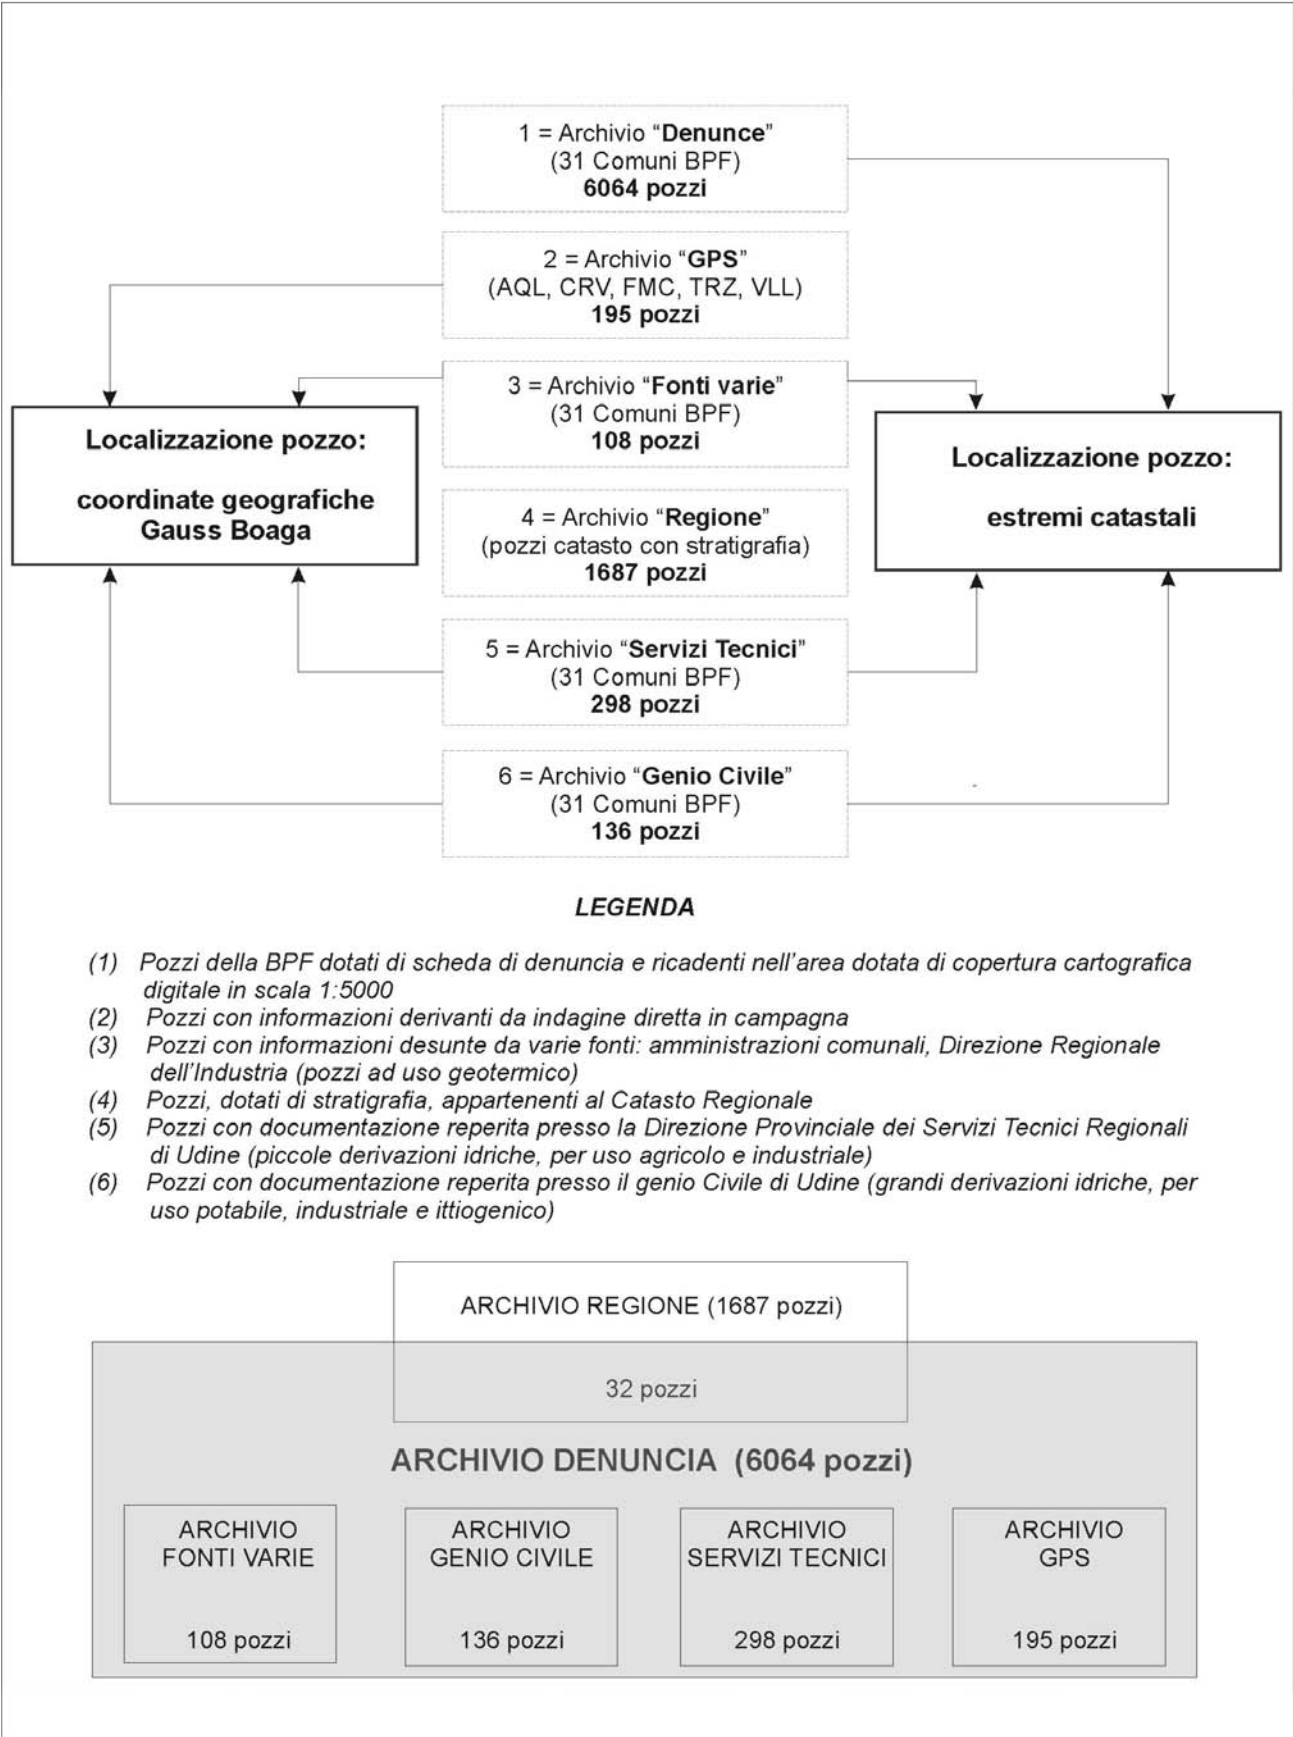 1 = Archivio “Denunce”
(31 Comuni BPF)
6064 pozzi
2 = Archivio “GPS”
(AQL, CRV, FMC, TRZ, VLL)
195 pozzi
3 = Archivio “Fonti varie”
(31 Comuni BPF)
108 pozzi
Localizzazione pozzo:
coordinate geografiche
Gauss Boaga
Localizzazione pozzo:
estremi catastali
4 = Archivio “Regione”
(pozzi catasto con stratigrafia)
1687 pozzi
5 = Archivio “Servizi Tecnici”
(31 Comuni BPF)
298 pozzi
6 = Archivio “Genio Civile”
(31 Comuni BPF)
136 pozzi
LEGENDA
(1) Pozzi della BPF dotati di scheda di denuncia e ricadenti nell’area dotata di copertura cartografica
digitale in scala 1:5000
(2) Pozzi con informazioni derivanti da indagine diretta in campagna
(3) Pozzi con informazioni desunte da varie fonti: amministrazioni comunali, Direzione Regionale
dell’Industria (pozzi ad uso geotermico)
(4) Pozzi, dotati di stratigrafia, appartenenti al Catasto Regionale
(5) Pozzi con documentazione reperita presso la Direzione Provinciale dei Servizi Tecnici Regionali
di Udine (piccole derivazioni idriche, per uso agricolo e industriale)
(6) Pozzi con documentazione reperita presso il genio Civile di Udine (grandi derivazioni idriche, per
uso potabile, industriale e ittiogenico)
ARCHIVIO REGIONE (1687 pozzi)
32 pozzi
ARCHIVIO DENUNCIA (6064 pozzi)
ARCHIVIO
FONTI VARIE
108 pozzi
ARCHIVIO
GENIO CIVILE
136 pozzi
ARCHIVIO
SERVIZI TECNICI
298 pozzi
ARCHIVIO
GPS
195 pozzi